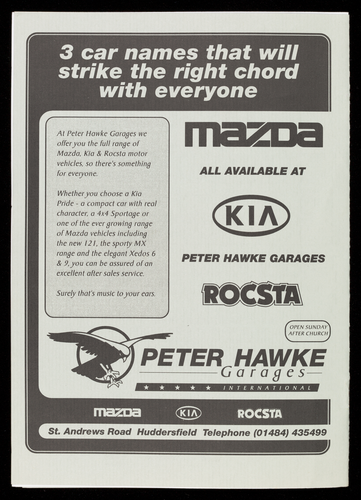 3 car names that will
strike the right chord
with everyone
At Peter Hawke Garages we
offer you the full range of
Mazda, Kia & Rocsta motor
vehicles, so there's something
for everyone.
Whether you choose a Kia
Pride - a compact car with real
character, a 4x4 Sportage or
one of the ever growing range
of Mazda vehicles including
the new 121, the sporty MX
range and the elegant Xedos 6
& 9, you can be assured of an
excellent after sales service.
Surely that's music to your ears.
mazda
ALL AVAILABLE AT
KIA
PETER HAWKE GARAGES
ROCSTA
OPEN SUNDAY
AFTER CHURCH
PETER HAWKE
Garages
INTERNATIONAL
mazda KIA ROCSTA
St. Andrews Road Huddersfield Telephone (01484) 435499